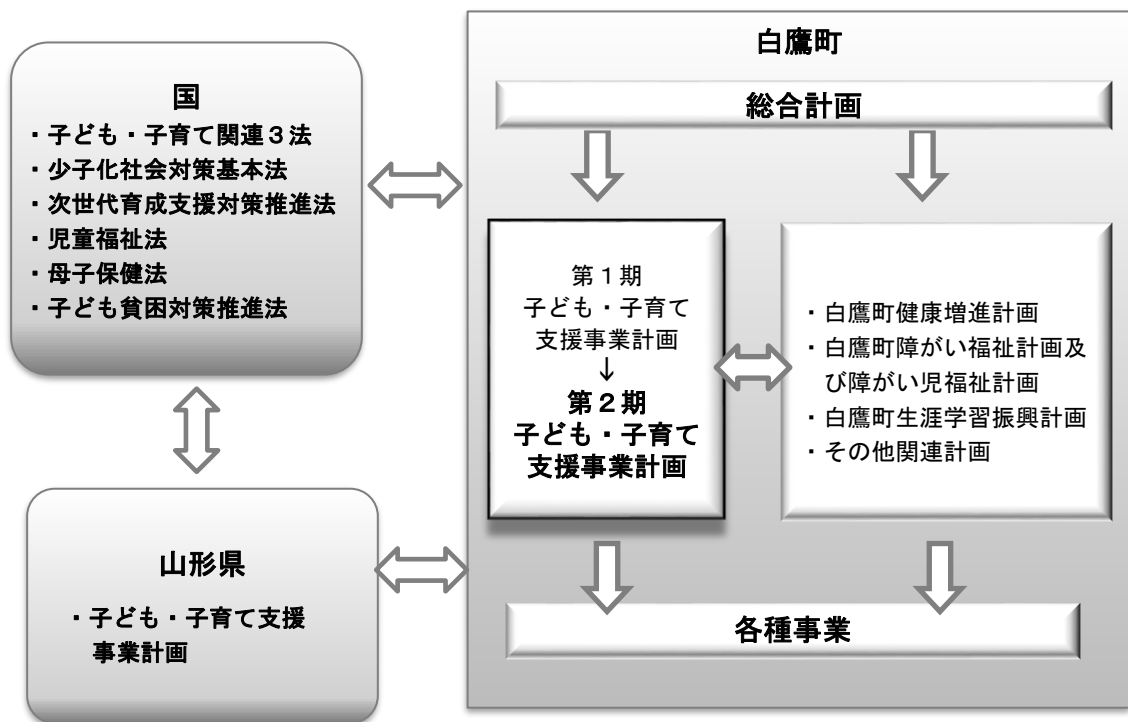 国
・子ども・子育て関連３法
・少子化社会対策基本法
・次世代育成支援対策推進法
・児童福祉法
・母子保健法
・子ども貧困対策推進法
山形県
・子ども・子育て支援
事業計画
白鷹町
総合計画
第１期
子ども・子育て
支援事業計画
↓
第２期
子ども・子育て
支援事業計画
・白鷹町健康増進計画
・白鷹町障がい福祉計画及
び障がい児福祉計画
・白鷹町生涯学習振興計画
・その他関連計画
各種事業